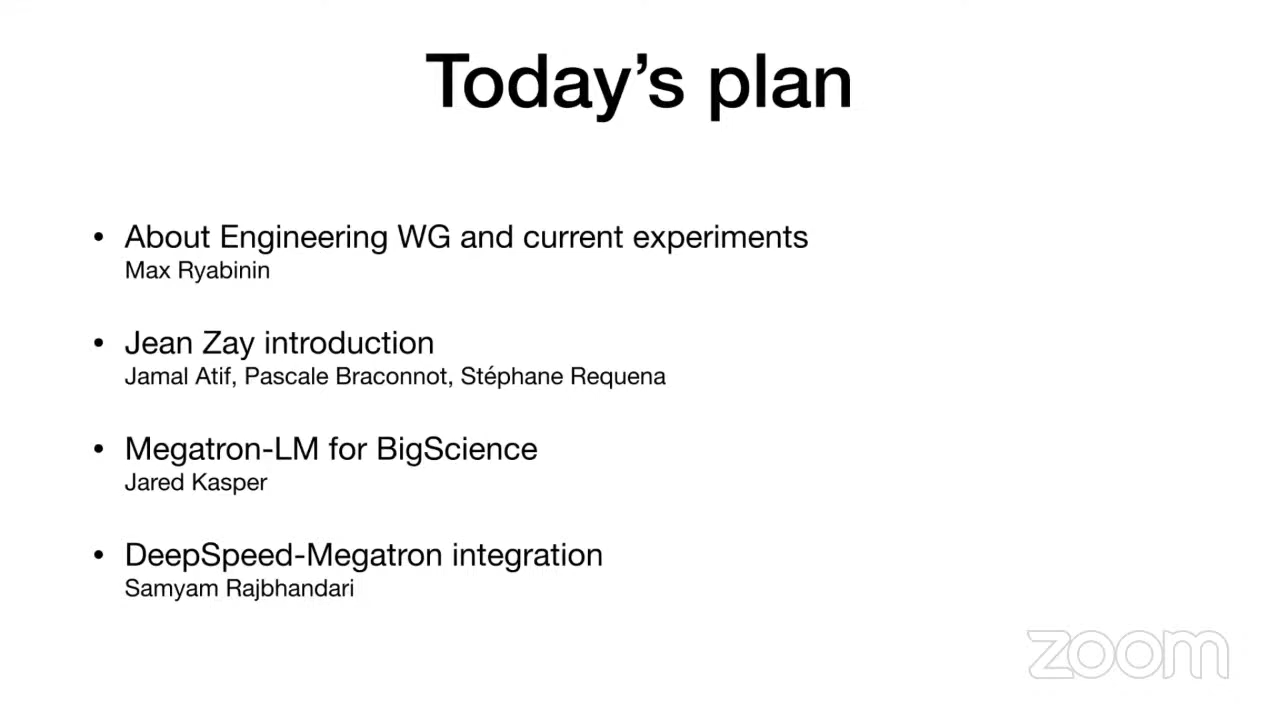 Today’s plan
• About Engineering WG and current experiments
Max Ryabinin
• Jean Zay introduction
Jamal Atif, Pascale Braconnot, Stéphane Requena
• Megatron-LM for BigScience
Jared Kasper
• DeepSpeed-Megatron integration
Samyam Rajbhandari
zoom